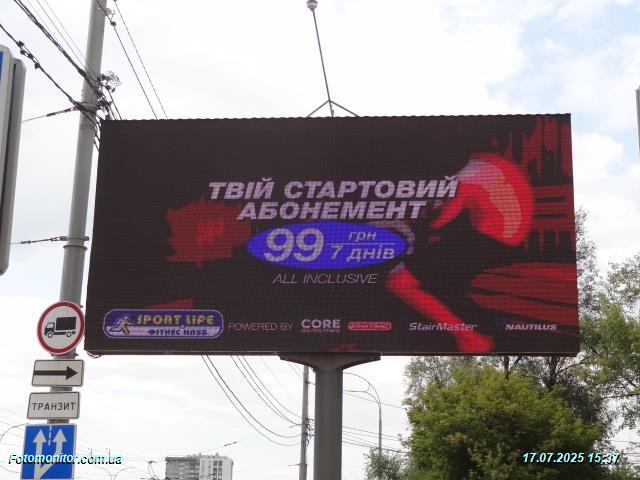 ТВІЙ СТАРТОВИЙ
АБОНЕМЕНТ
99 грн
7 днів
ALL INCLUSIVE
SPORT LIFE
ФІТНЕС КЛУБ
POWERED BY
CORE
StairMaster
NAUTILUS
ТРАНЗИТ
Fotomonitor.com.ua
17.07.2025 15:37